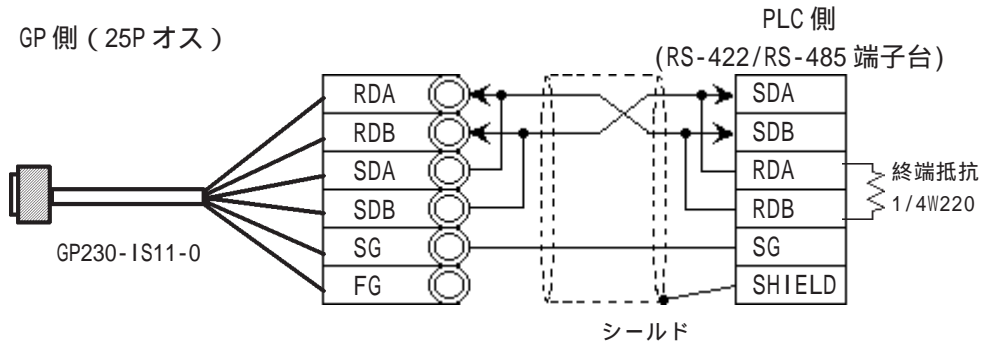 GP側（25Pオス）
PLC側
(RS-422/RS-485端子台)
RDA
RDB
SDA
SDB
SG
FG
GP230-IS11-0
SDA
SDB
RDA
RDB
SG
SHIELD
終端抵抗
1/4W220
シールド